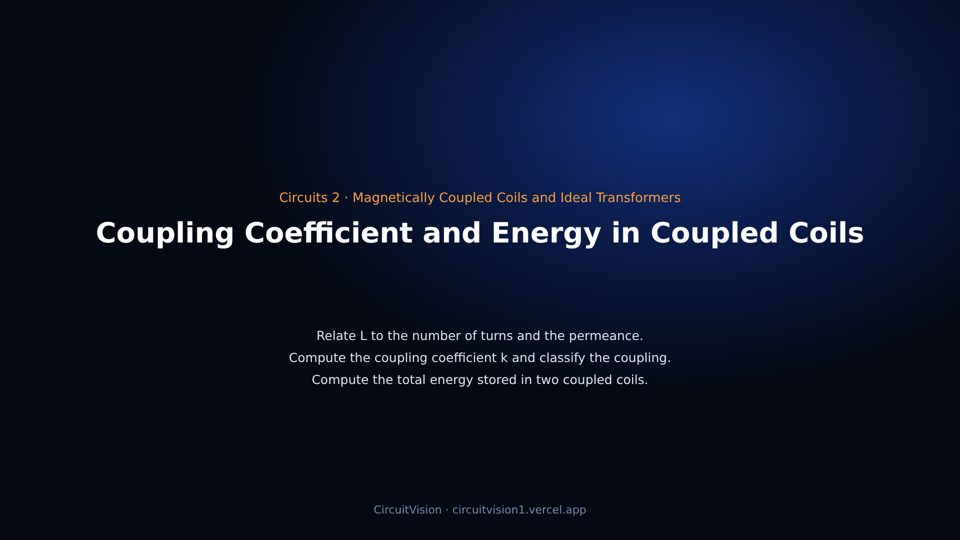 Circuits 2 · Magnetically Coupled Coils and Ideal Transformers
Coupling Coefficient and Energy in Coupled Coils
Relate L to the number of turns and the permeance.
Compute the coupling coefficient k and classify the coupling.
Compute the total energy stored in two coupled coils.
CircuitVision · circuitvision1.vercel.app